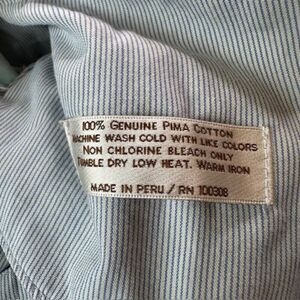 100% GENUINE PIMA COTTON
MACHINE WASH COLD WITH LIKE COLORS
NON CHLORINE BLEACH ONLY
TUMBLE DRY LOW HEAT. WARM IRON
MADE IN PERU / RN 100308